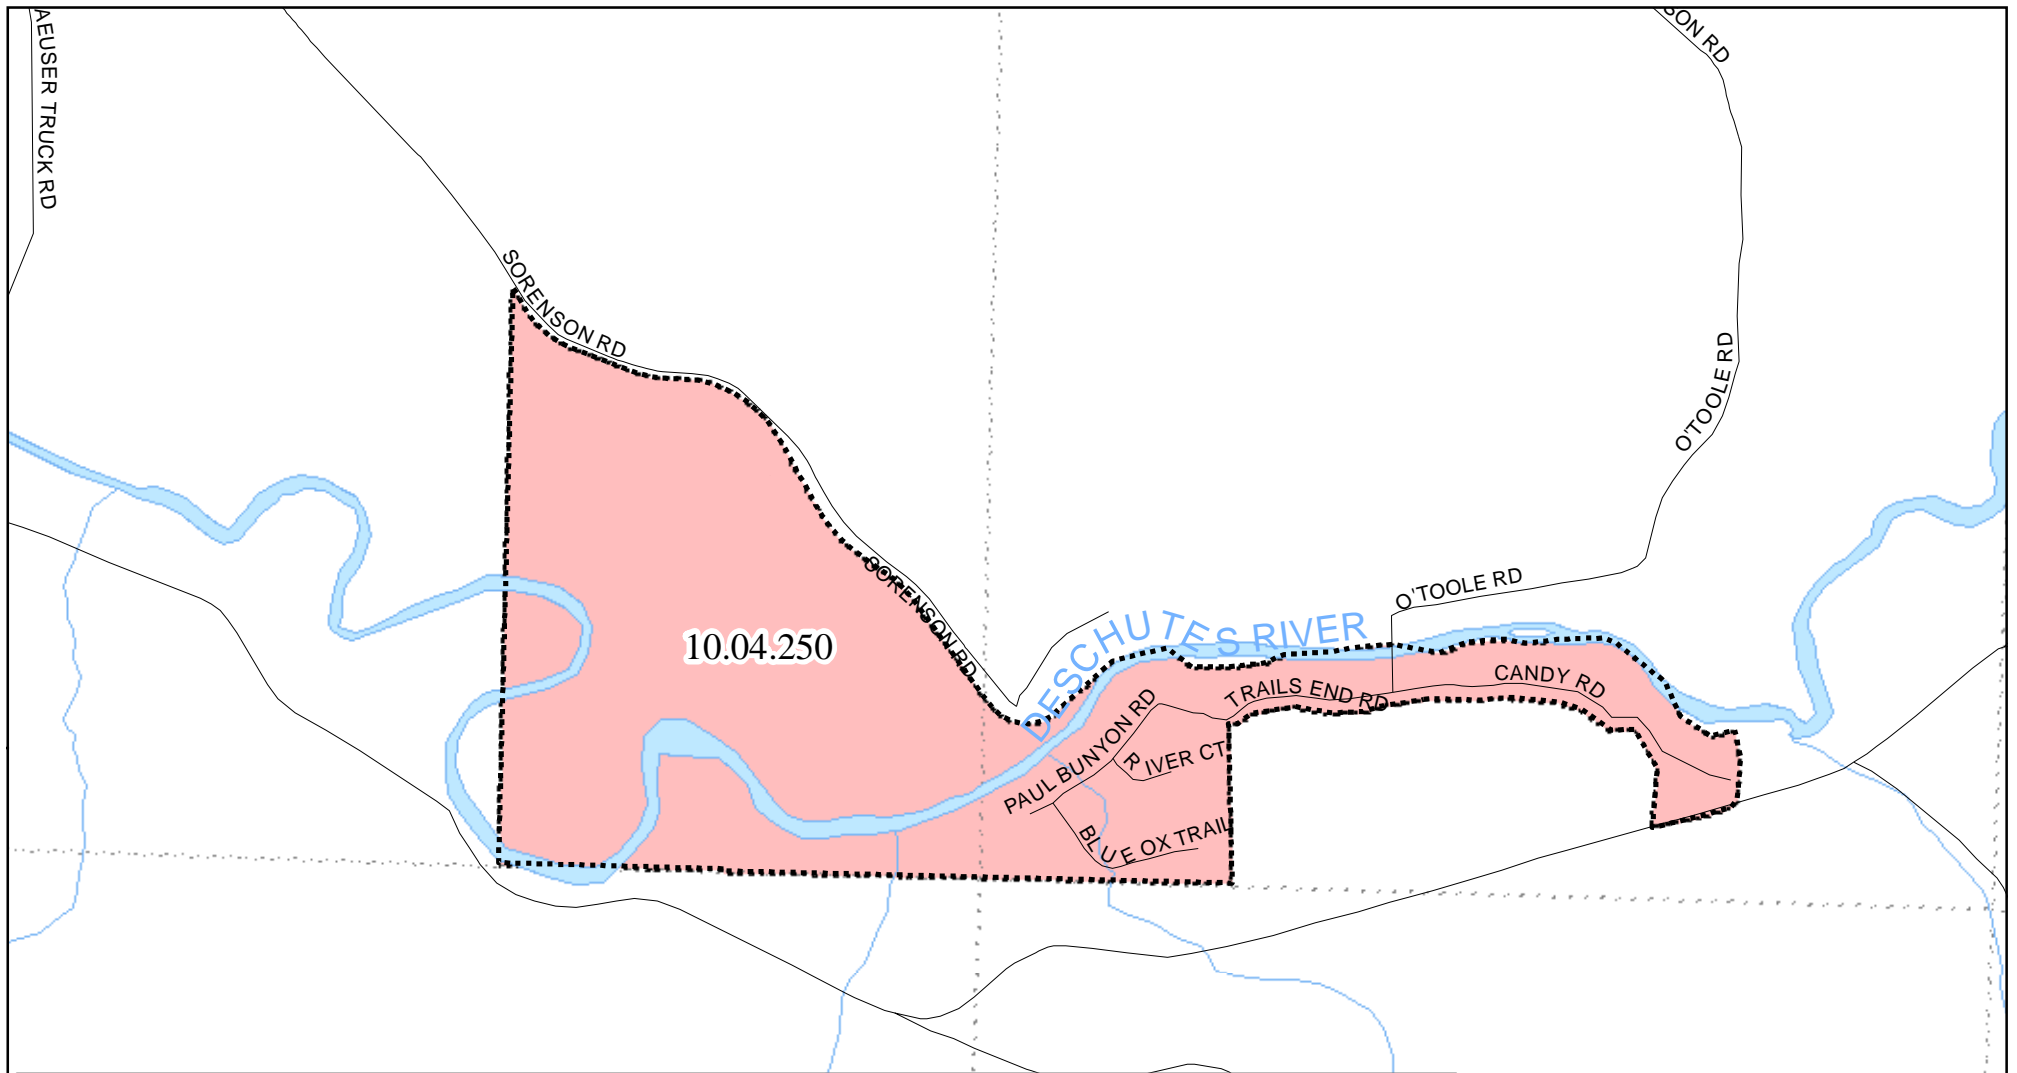 AEUSER TRUCK RD
SON RD
SORENSON RD
O'TOOLE RD
SORENSON RD
O'TOOLE RD
DESCHUTES RIVER
10.04.250
CANDY RD
TRAILS END RD
PAUL BUNYON RD
RIVER CT
BLUE OX TRAIL